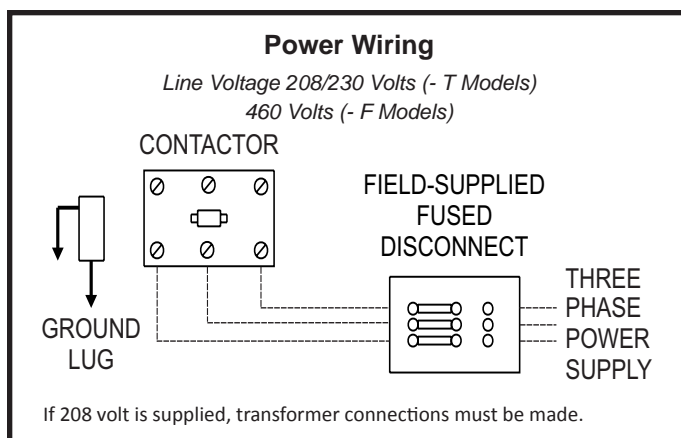 Power Wiring
Line Voltage 208/230 Volts (- T Models)
460 Volts (- F Models)
CONTACTOR
FIELD-SUPPLIED
FUSED
DISCONNECT
GROUND
LUG
THREE
PHASE
POWER
SUPPLY
If 208 volt is supplied, transformer connections must be made.